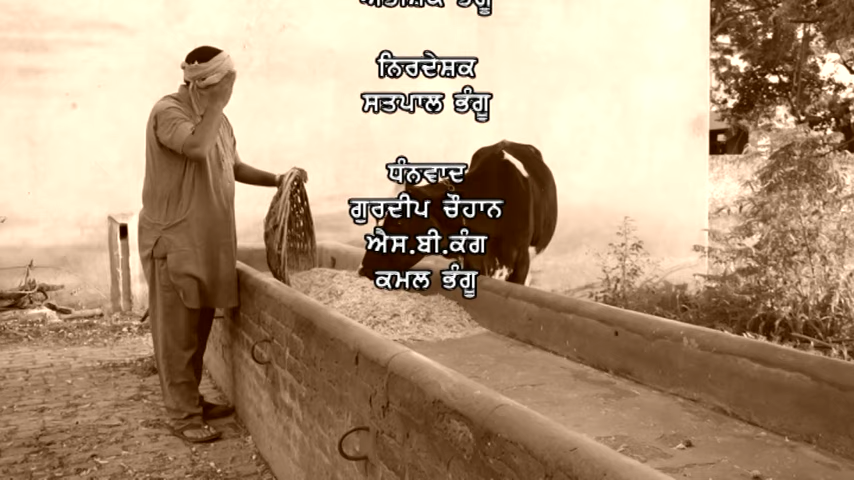 ਭੰਗੂ
ਨਿਰਦੇਸ਼ਕ
ਸਤਪਾਲ ਭੰਗੂ
ਧੰਨਵਾਦ
ਗੁਰਦੀਪ ਚੌਹਾਨ
ਐਸ.ਬੀ.ਕੰਗ
ਕਮਲ ਭੰਗੂ